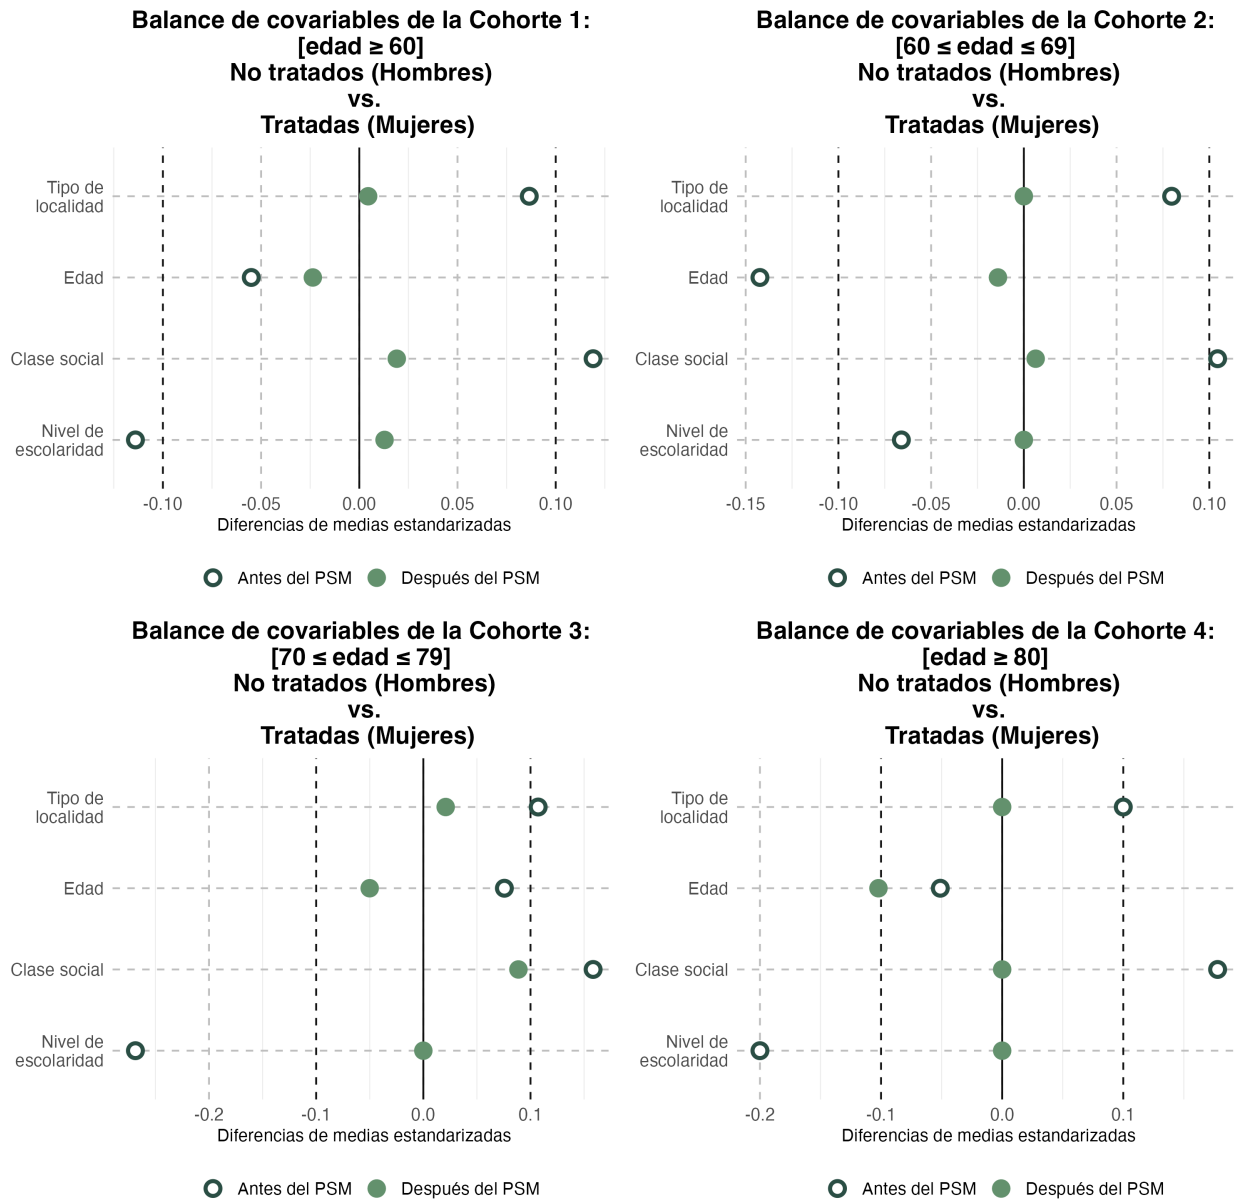 Balance de covariables de la Cohorte 1:
[edad ≥ 60]
No tratados (Hombres)
vs.
Tratadas (Mujeres)
Tipo de
localidad
Edad
Clase social
Nivel de
escolaridad
-0.10 -0.05 0.00 0.05 0.10
Diferencias de medias estandarizadas
Antes del PSM Después del PSM
Balance de covariables de la Cohorte 2:
[60 ≤ edad ≤ 69]
No tratados (Hombres)
vs.
Tratadas (Mujeres)
Tipo de
localidad
Edad
Clase social
Nivel de
escolaridad
-0.15 -0.10 -0.05 0.00 0.05 0.10
Diferencias de medias estandarizadas
Antes del PSM Después del PSM
Balance de covariables de la Cohorte 3:
[70 ≤ edad ≤ 79]
No tratados (Hombres)
vs.
Tratadas (Mujeres)
Tipo de
localidad
Edad
Clase social
Nivel de
escolaridad
-0.2 -0.1 0.0 0.1
Diferencias de medias estandarizadas
Antes del PSM Después del PSM
Balance de covariables de la Cohorte 4:
[edad ≥ 80]
No tratados (Hombres)
vs.
Tratadas (Mujeres)
Tipo de
localidad
Edad
Clase social
Nivel de
escolaridad
-0.2 -0.1 0.0 0.1
Diferencias de medias estandarizadas
Antes del PSM Después del PSM